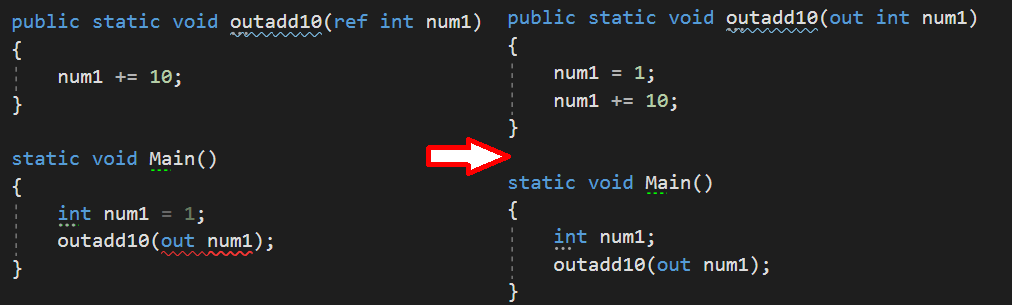 public static void outadd10(ref int num1)
{
num1 += 10;
}
static void Main()
{
int num1 = 1;
outadd10(out num1);
}
public static void outadd10(out int num1)
{
num1 = 1;
num1 += 10;
}
static void Main()
{
int num1;
outadd10(out num1);
}